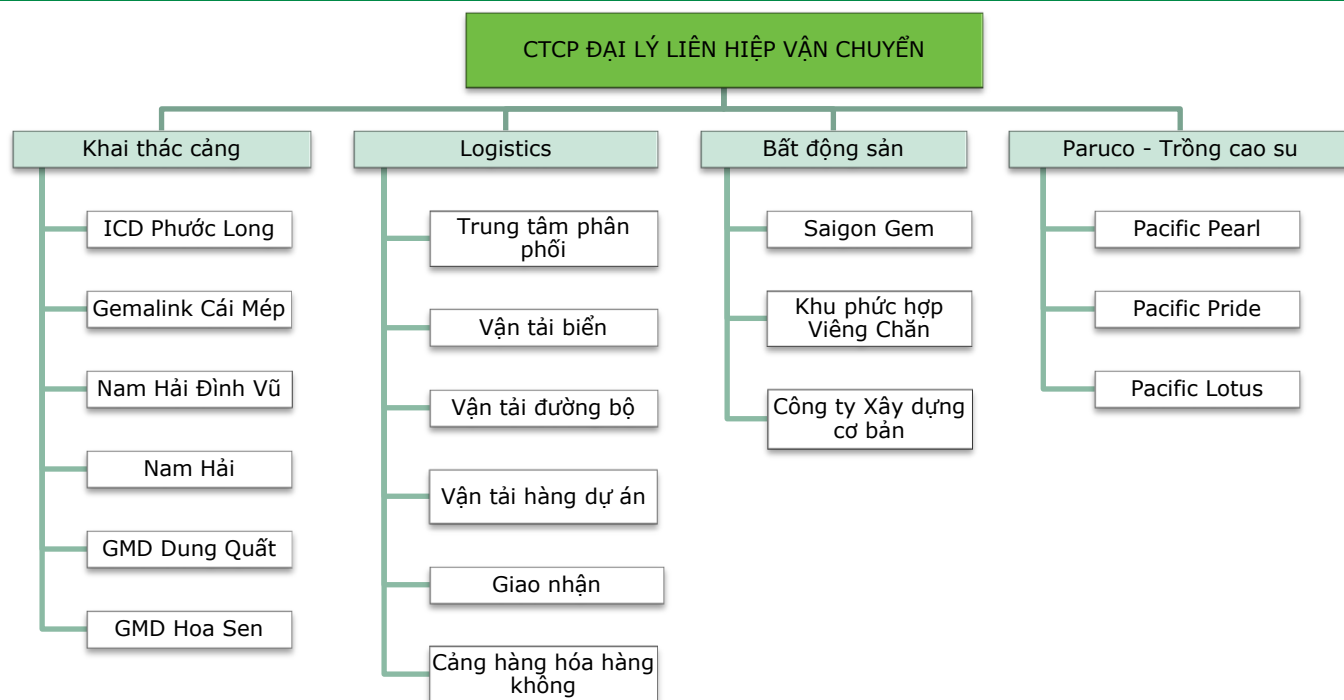 CTCP ĐẠI LÝ LIÊN HIỆP VẬN CHUYỂN
Khai thác cảng
ICD Phước Long
Gemalink Cái Mép
Nam Hải Đình Vũ
Nam Hải
GMD Dung Quất
GMD Hoa Sen
Logistics
Trung tâm phân
phối
Vận tải biển
Vận tải đường bộ
Vận tải hàng dự án
Giao nhận
Cảng hàng hóa hàng
không
Bất động sản
Saigon Gem
Khu phức hợp
Viêng Chăn
Công ty Xây dựng
cơ bản
Paruco - Trồng cao su
Pacific Pearl
Pacific Pride
Pacific Lotus